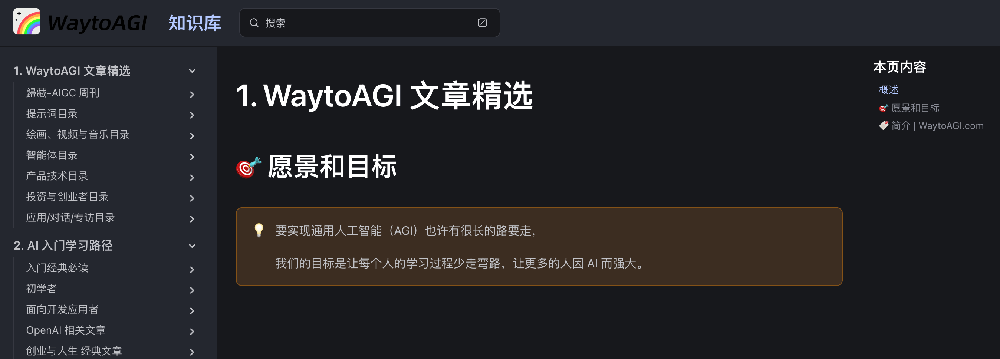 WaytoAGI 知识库 搜索
1. WaytoAGI 文章精选
歸藏-AIGC 周刊
提示词目录
绘画、视频与音乐目录
智能体目录
产品技术目录
投资与创业者目录
应用/对话/专访目录
2. AI 入门学习路径
入门经典必读
初学者
面向开发应用者
OpenAI 相关文章
创业与人生 经典文章
1. WaytoAGI 文章精选
🎯 愿景和目标
💡 要实现通用人工智能（AGI）也许有很长的路要走，
我们的目标是让每个人的学习过程少走弯路，让更多的人因 AI 而强大。
本页内容
概述
🎯 愿景和目标
🔖 简介 | WaytoAGI.com